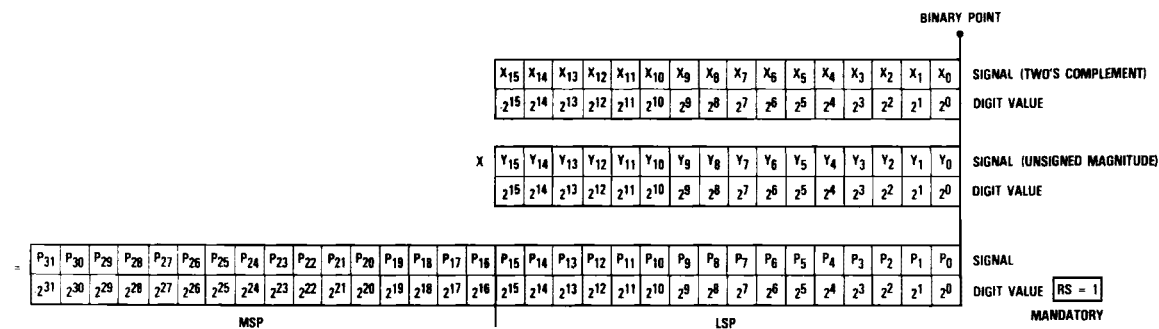 BINARY POINT
X15 X14 X13 X12 X11 X10 X9 X8 X7 X6 X5 X4 X3 X2 X1 X0 SIGNAL (TWO'S COMPLEMENT)
2^15 2^14 2^13 2^12 2^11 2^10 2^9 2^8 2^7 2^6 2^5 2^4 2^3 2^2 2^1 2^0 DIGIT VALUE
X Y15 Y14 Y13 Y12 Y11 Y10 Y9 Y8 Y7 Y6 Y5 Y4 Y3 Y2 Y1 Y0 SIGNAL (UNSIGNED MAGNITUDE)
2^15 2^14 2^13 2^12 2^11 2^10 2^9 2^8 2^7 2^6 2^5 2^4 2^3 2^2 2^1 2^0 DIGIT VALUE
= P31 P30 P29 P28 P27 P26 P25 P24 P23 P22 P21 P20 P19 P18 P17 P16 P15 P14 P13 P12 P11 P10 P9 P8 P7 P6 P5 P4 P3 P2 P1 P0 SIGNAL
2^31 2^30 2^29 2^28 2^27 2^26 2^25 2^24 2^23 2^22 2^21 2^20 2^19 2^18 2^17 2^16 2^15 2^14 2^13 2^12 2^11 2^10 2^9 2^8 2^7 2^6 2^5 2^4 2^3 2^2 2^1 2^0 DIGIT VALUE RS = 1
MSP LSP MANDATORY